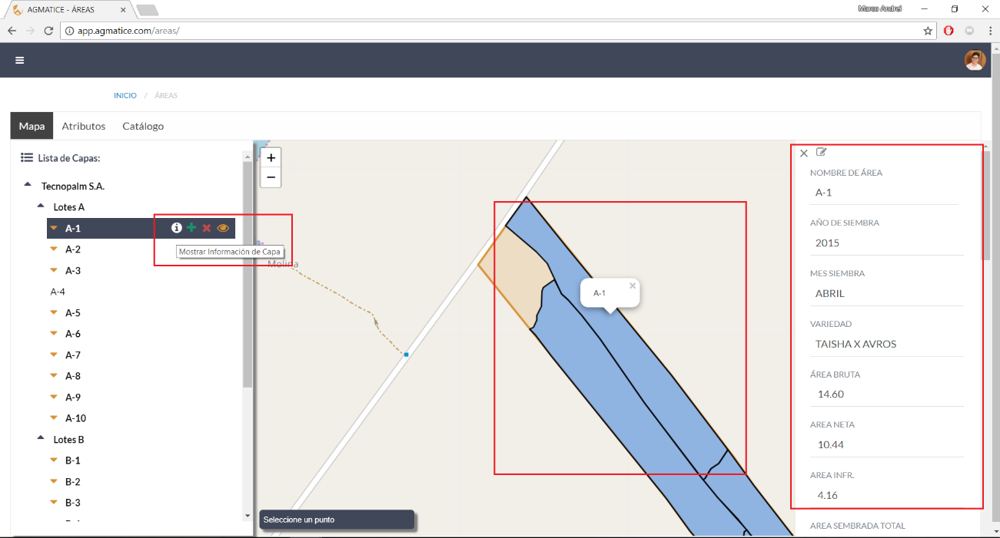 AGMATICE - ÁREAS
Marco Andrei
app.agmatice.com/areas/
INICIO / ÁREAS
Mapa Atributos Catálogo
Lista de Capas:
Tecnopalm S.A.
Lotes A
A-1
Mostrar Información de Capa
A-2
A-3
A-4
A-5
A-6
A-7
A-8
A-9
A-10
Lotes B
B-1
B-2
B-3
+
−
Molina
A-1
Seleccione un punto
NOMBRE DE ÁREA
A-1
AÑO DE SIEMBRA
2015
MES SIEMBRA
ABRIL
VARIEDAD
TAISHA X AVROS
ÁREA BRUTA
14.60
AREA NETA
10.44
AREA INFR.
4.16
AREA SEMBRADA TOTAL